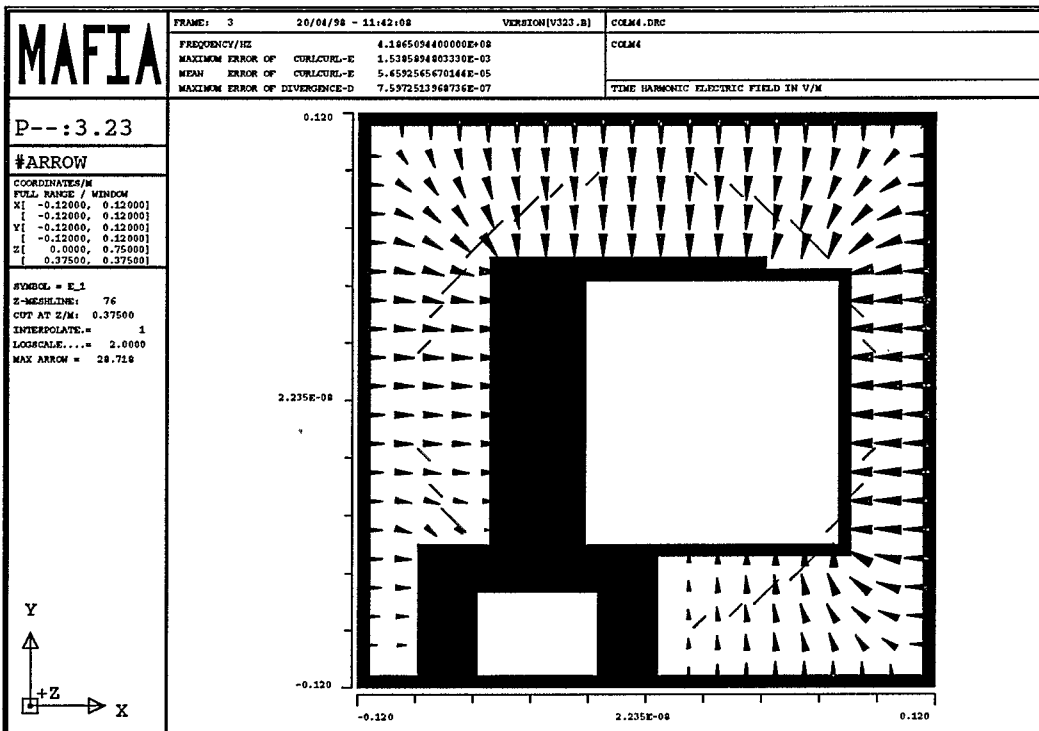 MAFIA
FRAME: 3 20/04/98 - 11:42:08 VERSION[V323.B] COLM4.DRC
FREQUENCY/HZ 4.1865094400000E+08
MAXIMUM ERROR OF CURLCURL-E 1.5385894803330E-03
MEAN ERROR OF CURLCURL-E 5.6592565670144E-05
MAXIMUM ERROR OF DIVERGENCE-D 7.5972513968736E-07
COLM4
TIME HARMONIC ELECTRIC FIELD IN V/M
P--:3.23
#ARROW
COORDINATES/M
FULL RANGE / WINDOW
X[ -0.12000, 0.12000]
[ -0.12000, 0.12000]
Y[ -0.12000, 0.12000]
[ -0.12000, 0.12000]
Z[ 0.0000, 0.75000]
[ 0.37500, 0.37500]
SYMBOL = E_1
Z-MESHLINE: 76
CUT AT Z/M: 0.37500
INTERPOLATE.= 1
LOGSCALE....= 2.0000
MAX ARROW = 28.718
0.120
2.235E-08
-0.120
-0.120 2.235E-08 0.120
Y
+Z
X